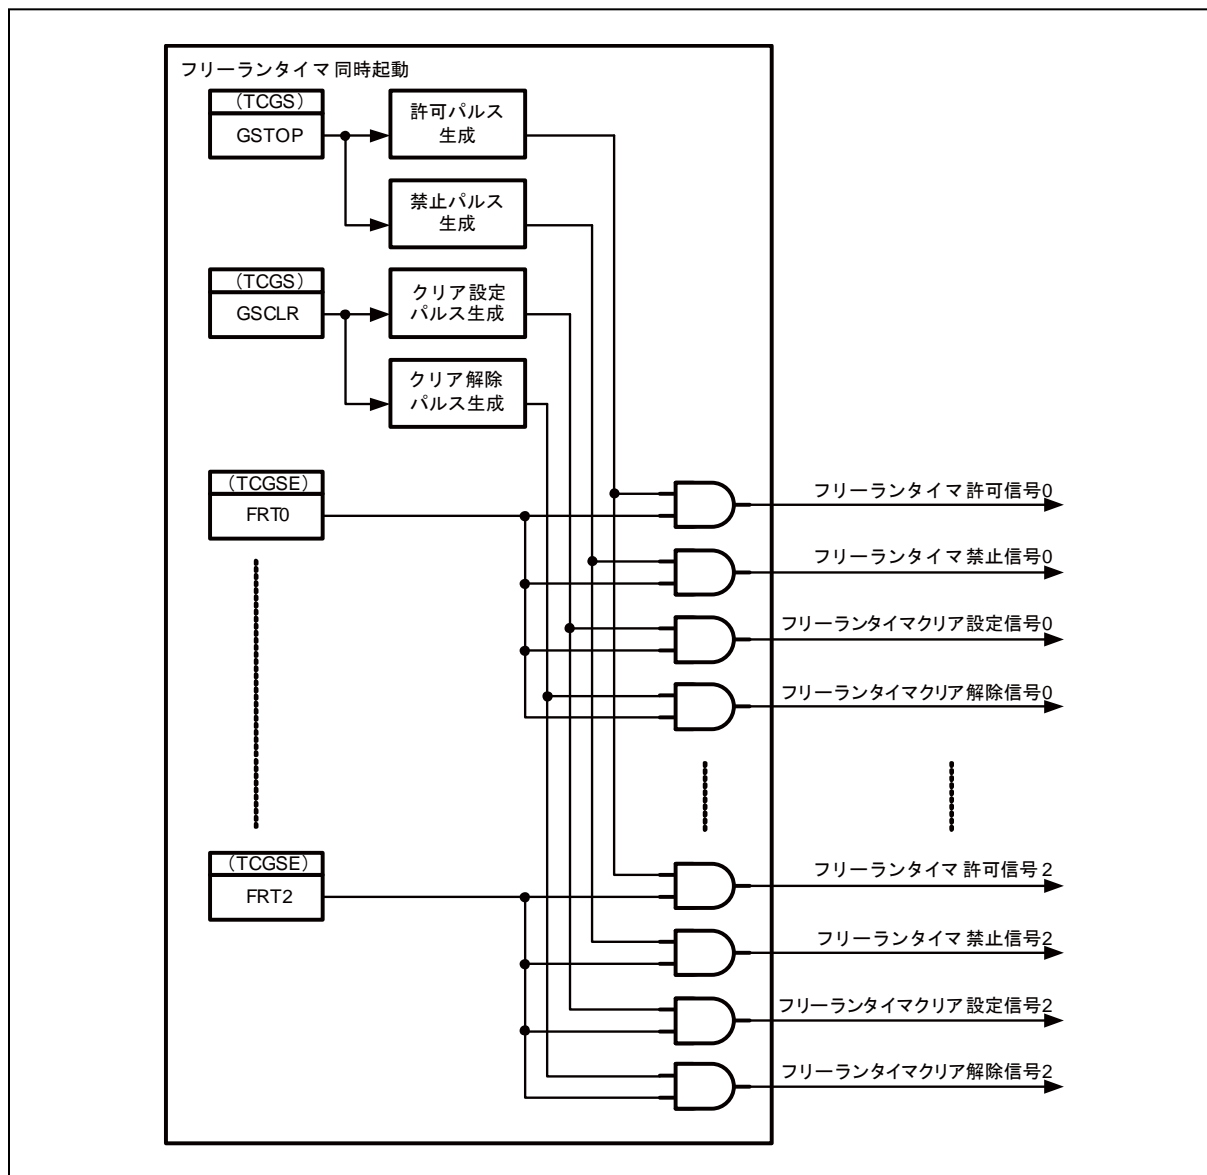 フリーランタイマ同時起動
(TCGS)
GSTOP
許可パルス
生成
禁止パルス
生成
(TCGS)
GSCLR
クリア設定
パルス生成
クリア解除
パルス生成
(TCGSE)
FRT0
フリーランタイマ許可信号0
フリーランタイマ禁止信号0
フリーランタイマクリア設定信号0
フリーランタイマクリア解除信号0
(TCGSE)
FRT2
フリーランタイマ許可信号2
フリーランタイマ禁止信号2
フリーランタイマクリア設定信号2
フリーランタイマクリア解除信号2